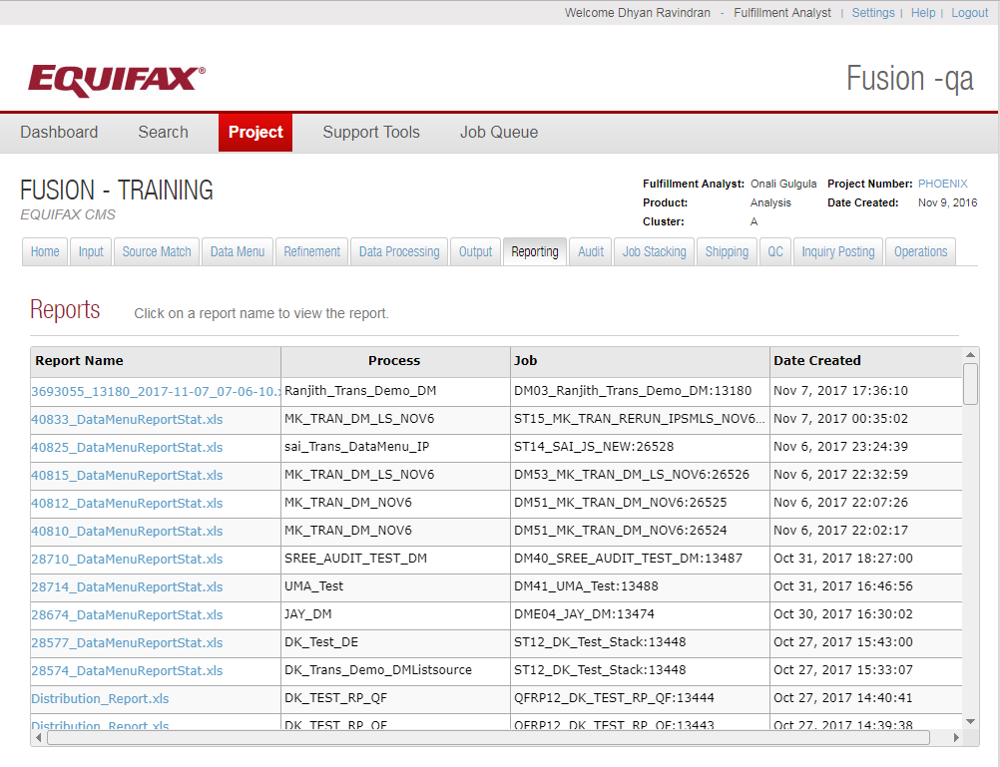 Welcome Dhyan Ravindran - Fulfillment Analyst | Settings | Help | Logout
EQUIFAX®
Fusion -qa
Dashboard Search Project Support Tools Job Queue
FUSION - TRAINING
EQUIFAX CMS
Fulfillment Analyst: Onali Gulgula Project Number: PHOENIX
Product: Analysis Date Created: Nov 9, 2016
Cluster: A
Home Input Source Match Data Menu Refinement Data Processing Output Reporting Audit Job Stacking Shipping QC Inquiry Posting Operations
Reports Click on a report name to view the report.
Report Name Process Job Date Created
3693055_13180_2017-11-07_07-06-10.x Ranjith_Trans_Demo_DM DM03_Ranjith_Trans_Demo_DM:13180 Nov 7, 2017 17:36:10
40833_DataMenuReportStat.xls MK_TRAN_DM_LS_NOV6 ST15_MK_TRAN_RERUN_IPSMLS_NOV6... Nov 7, 2017 00:35:02
40825_DataMenuReportStat.xls sai_Trans_DataMenu_IP ST14_SAI_JS_NEW:26528 Nov 6, 2017 23:24:39
40815_DataMenuReportStat.xls MK_TRAN_DM_LS_NOV6 DM53_MK_TRAN_DM_LS_NOV6:26526 Nov 6, 2017 22:32:59
40812_DataMenuReportStat.xls MK_TRAN_DM_NOV6 DM51_MK_TRAN_DM_NOV6:26525 Nov 6, 2017 22:07:26
40810_DataMenuReportStat.xls MK_TRAN_DM_NOV6 DM51_MK_TRAN_DM_NOV6:26524 Nov 6, 2017 22:02:17
28710_DataMenuReportStat.xls SREE_AUDIT_TEST_DM DM40_SREE_AUDIT_TEST_DM:13487 Oct 31, 2017 18:27:00
28714_DataMenuReportStat.xls UMA_Test DM41_UMA_Test:13488 Oct 31, 2017 16:46:56
28674_DataMenuReportStat.xls JAY_DM DME04_JAY_DM:13474 Oct 30, 2017 16:30:02
28577_DataMenuReportStat.xls DK_Test_DE ST12_DK_Test_Stack:13448 Oct 27, 2017 15:43:00
28574_DataMenuReportStat.xls DK_Trans_Demo_DMListsource ST12_DK_Test_Stack:13448 Oct 27, 2017 15:33:07
Distribution_Report.xls DK_TEST_RP_QF QFRP12_DK_TEST_RP_QF:13444 Oct 27, 2017 14:40:41
Distribution_Report.xls DK_TEST_RP_QF QFRP12_DK_TEST_RP_QF:13443 Oct 27, 2017 14:39:38